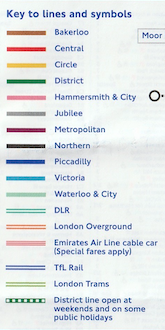 Key to lines and symbols
Bakerloo
Moor
Central
Circle
District
Hammersmith & City
Jubilee
Metropolitan
Northern
Piccadilly
Victoria
Waterloo & City
DLR
London Overground
Emirates Air Line cable car
(Special fares apply)
TfL Rail
London Trams
District line open at
weekends and on some
public holidays